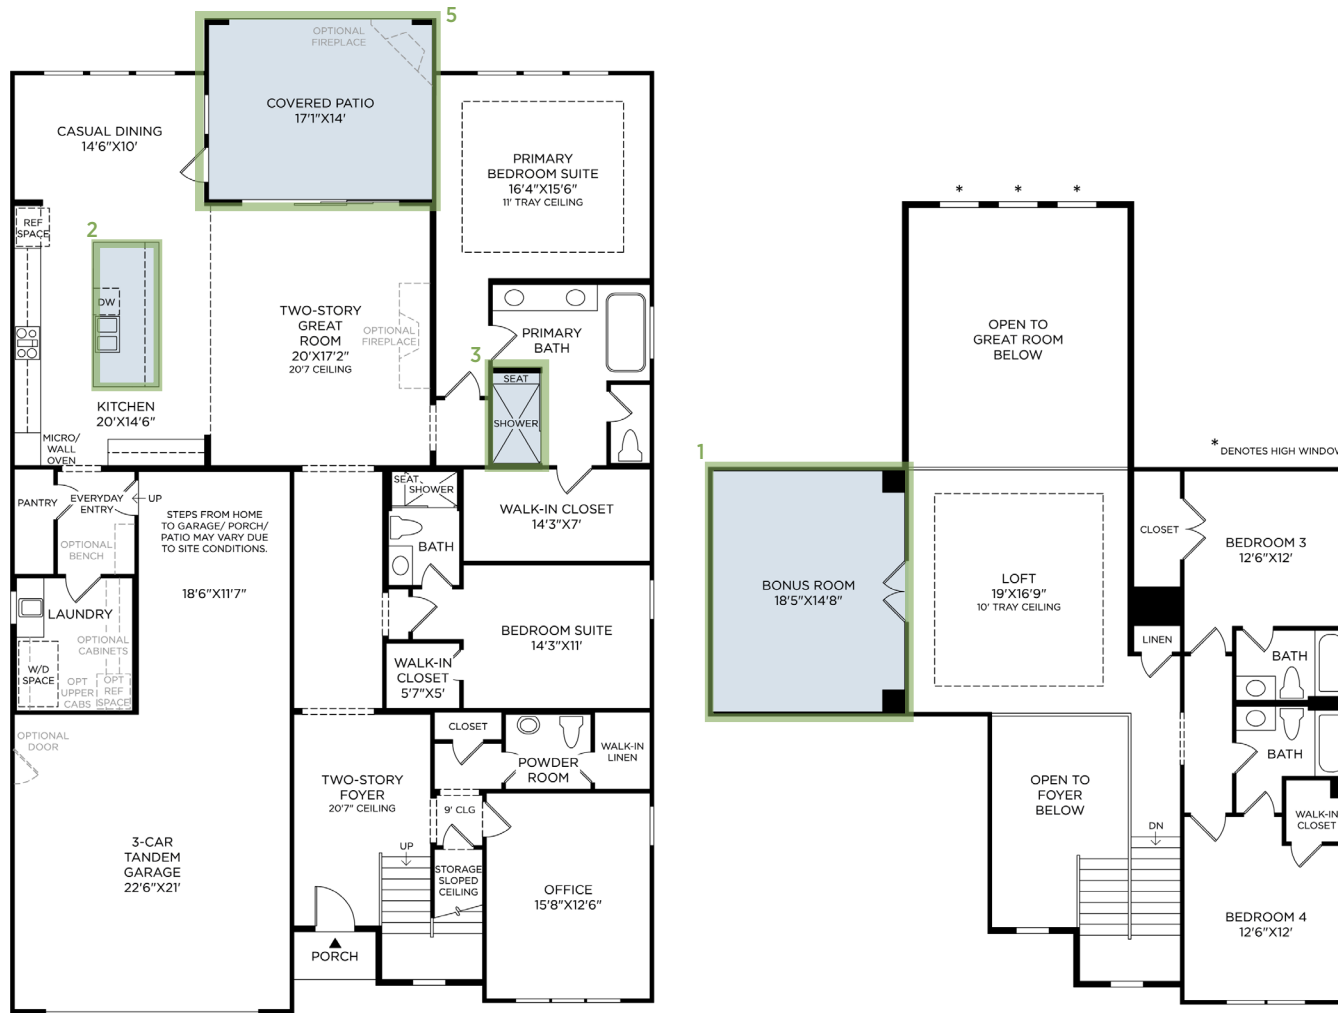 5
OPTIONAL
FIREPLACE
COVERED PATIO
17'1"X14'
CASUAL DINING
14'6"X10'
PRIMARY
BEDROOM SUITE
16'4"X15'6"
11' TRAY CEILING
REF
SPACE
2
DW
KITCHEN
20'X14'6"
MICRO/
WALL
OVEN
TWO-STORY
GREAT
ROOM
20'X17'2"
20'7 CEILING
OPTIONAL
FIREPLACE
PRIMARY
BATH
3
SEAT
SHOWER
PANTRY
EVERYDAY
ENTRY
UP
OPTIONAL
BENCH
STEPS FROM HOME
TO GARAGE/ PORCH/
PATIO MAY VARY DUE
TO SITE CONDITIONS.
18'6"X11'7"
SEAT
SHOWER
BATH
WALK-IN CLOSET
14'3"X7'
LAUNDRY
OPTIONAL
CABINETS
W/D
SPACE
OPT
UPPER
CABS
OPT
REF
SPACE
BEDROOM SUITE
14'3"X11'
WALK-IN
CLOSET
5'7"X5'
OPTIONAL
DOOR
CLOSET
POWDER
ROOM
WALK-IN
LINEN
TWO-STORY
FOYER
20'7" CEILING
9' CLG
UP
STORAGE
SLOPED
CEILING
3-CAR
TANDEM
GARAGE
22'6"X21'
OFFICE
15'8"X12'6"
PORCH
* * *
OPEN TO
GREAT ROOM
BELOW
* DENOTES HIGH WINDOW
1
BONUS ROOM
18'5"X14'8"
LOFT
19'X16'9"
10' TRAY CEILING
CLOSET
BEDROOM 3
12'6"X12'
LINEN
BATH
BATH
OPEN TO
FOYER
BELOW
DN
WALK-IN
CLOSET
BEDROOM 4
12'6"X12'